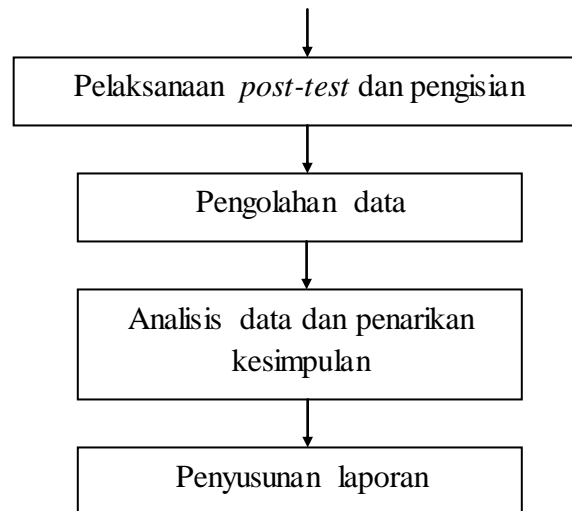 Pelaksanaan post-test dan pengisian
Pengolahan data
Analisis data dan penarikan
kesimpulan
Penyusunan laporan